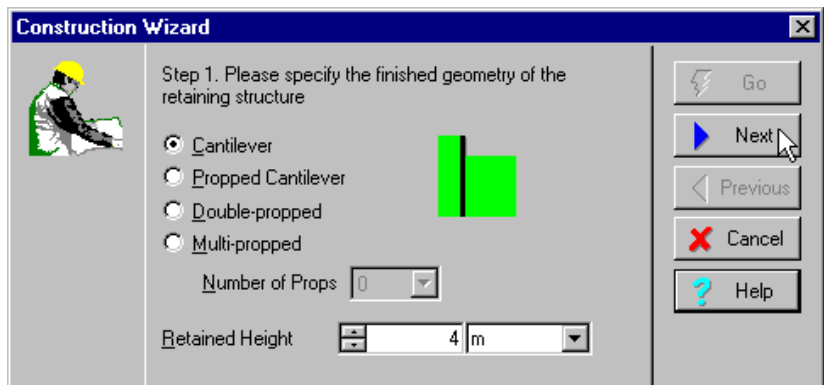 Construction Wizard
Step 1. Please specify the finished geometry of the
retaining structure
Cantilever
Propped Cantilever
Double-propped
Multi-propped
Number of Props 0
Retained Height 4 m
Go
Next
Previous
Cancel
? Help